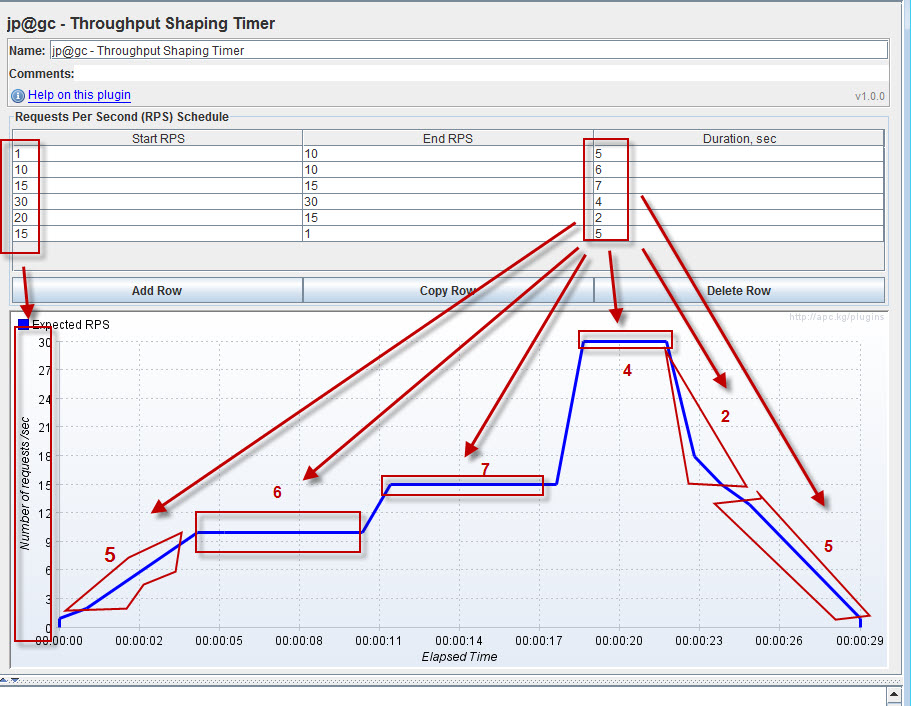 jp@gc - Throughput Shaping Timer
Name: jp@gc - Throughput Shaping Timer
Comments:
Help on this plugin v1.0.0
Requests Per Second (RPS) Schedule
Start RPS End RPS Duration, sec
1 10 5
10 10 6
15 15 7
30 30 4
20 15 2
15 1 5
Add Row Copy Row Delete Row
http://apc.kg/plugins
Expected RPS
30
27
24
21
18
15
12
9
6
3
0
Number of requests /sec
5
6
7
4
2
5
00:00:00 00:00:02 00:00:05 00:00:08 00:00:11 00:00:14 00:00:17 00:00:20 00:00:23 00:00:26 00:00:29
Elapsed Time